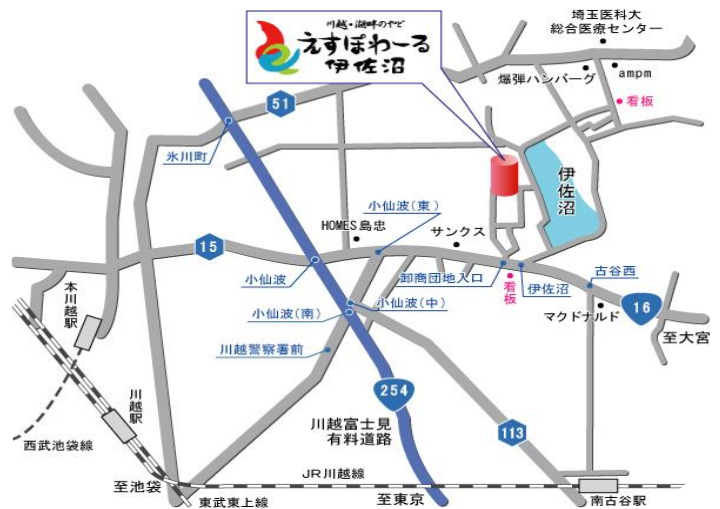 川越・湖畔のやど
えすぽわーる
伊佐沼
埼玉医科大
総合医療センター
爆弾ハンバーグ
ampm
看板
51
氷川町
伊佐沼
小仙波(東)
HOMES島忠
サンクス
15
小仙波
卸商団地入口
看板
伊佐沼
古谷西
本川越駅
小仙波(南)
小仙波(中)
マクドナルド
16
至大宮
川越警察署前
川越駅
254
川越富士見
有料道路
113
西武池袋線
JR川越線
至池袋
東武東上線
至東京
南古谷駅